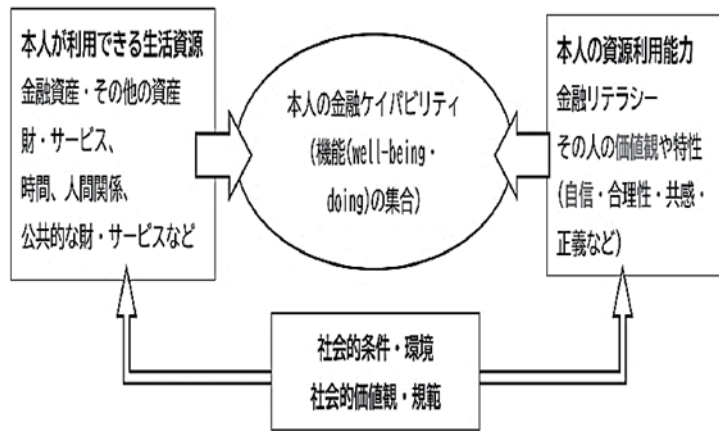 本人が利用できる生活資源
金融資産・その他の資産
財・サービス、
時間、人間関係、
公共的な財・サービスなど
本人の金融ケイパビリティ
(機能(well-being・
doing)の集合)
本人の資源利用能力
金融リテラシー
その人の価値観や特性
(自信・合理性・共感・
正義など)
社会的条件・環境
社会的価値観・規範